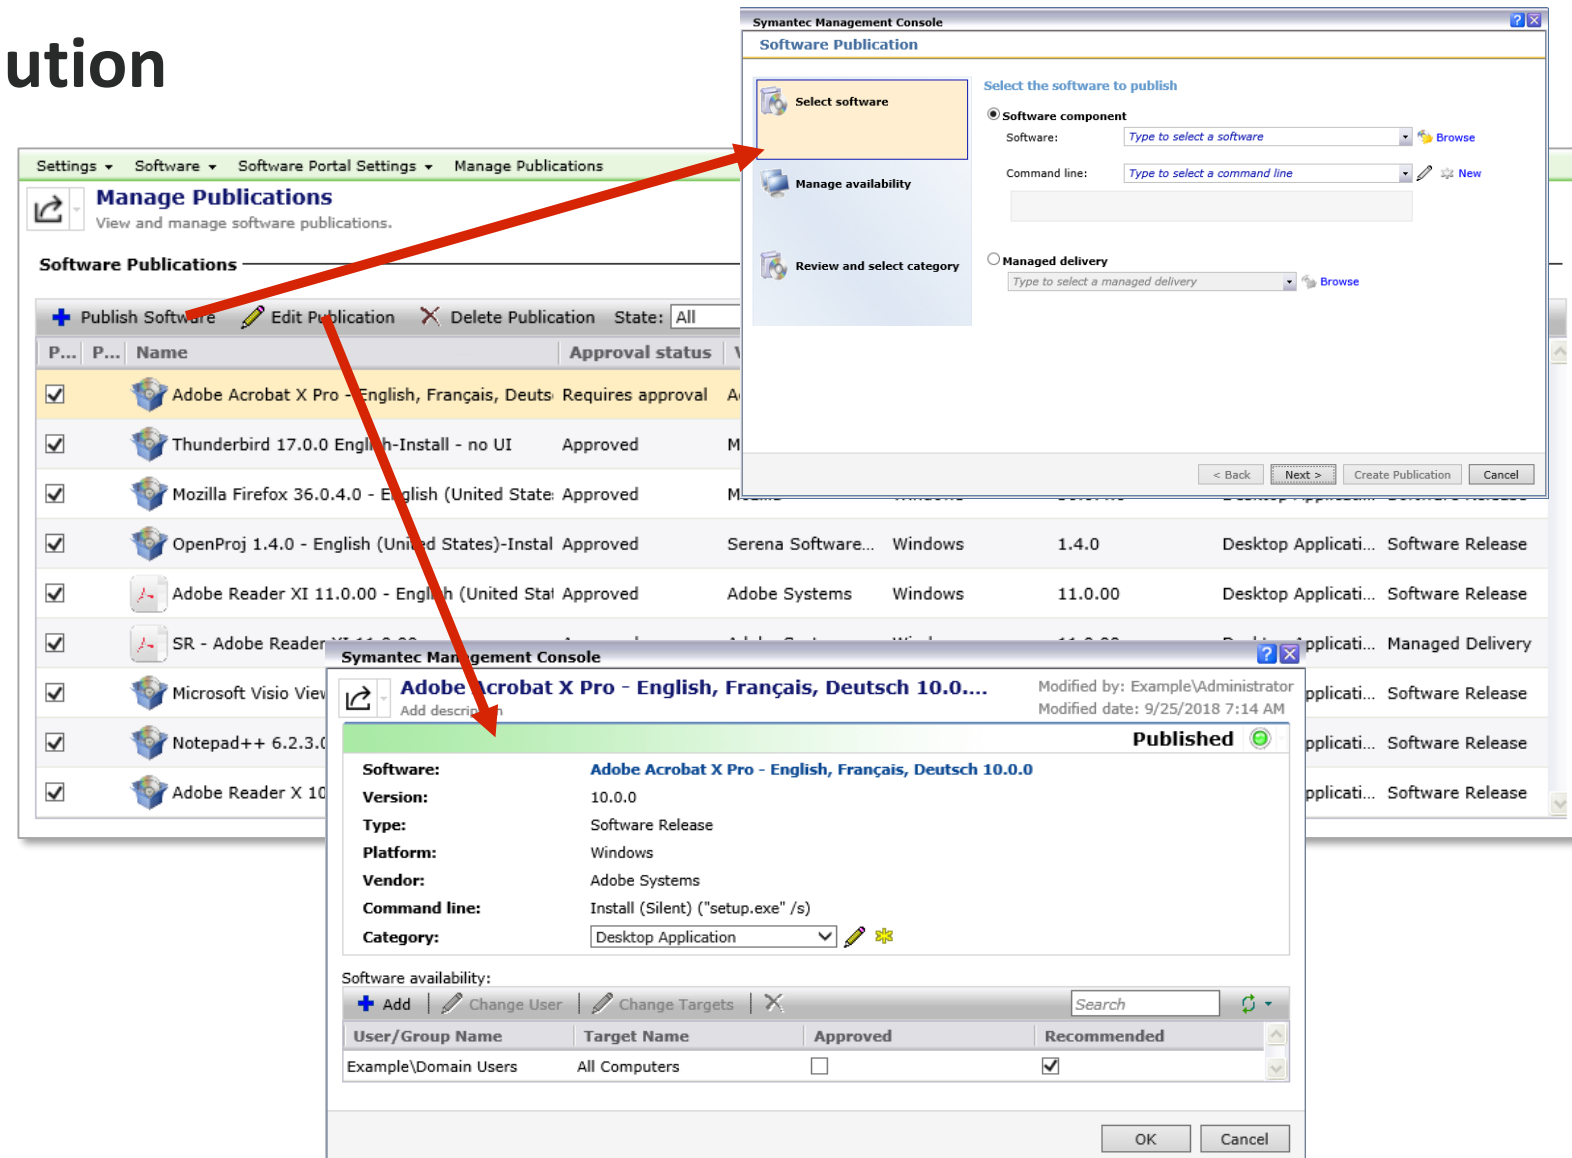 ution
Symantec Management Console
Software Publication
Select software
Manage availability
Review and select category
Select the software to publish
Software component
Software: Type to select a software Browse
Command line: Type to select a command line New
Managed delivery
Type to select a managed delivery Browse
< Back Next > Create Publication Cancel
Settings Software Software Portal Settings Manage Publications
Manage Publications
View and manage software publications.
Software Publications
Publish Software Edit Publication Delete Publication State: All
P... P... Name Approval status
Adobe Acrobat X Pro - English, Français, Deuts Requires approval
Thunderbird 17.0.0 English-Install - no UI Approved
Mozilla Firefox 36.0.4.0 - English (United State Approved
OpenProj 1.4.0 - English (United States)-Instal Approved Serena Software... Windows 1.4.0 Desktop Applicati... Software Release
Adobe Reader XI 11.0.00 - English (United Stat Approved Adobe Systems Windows 11.0.00 Desktop Applicati... Software Release
SR - Adobe Reader pplicati... Managed Delivery
Microsoft Visio View pplicati... Software Release
Notepad++ 6.2.3.0 pplicati... Software Release
Adobe Reader X 10 pplicati... Software Release
Symantec Management Console
Adobe Acrobat X Pro - English, Français, Deutsch 10.0....
Add description
Modified by: Example\Administrator
Modified date: 9/25/2018 7:14 AM
Published
Software: Adobe Acrobat X Pro - English, Français, Deutsch 10.0.0
Version: 10.0.0
Type: Software Release
Platform: Windows
Vendor: Adobe Systems
Command line: Install (Silent) ("setup.exe" /s)
Category: Desktop Application
Software availability:
Add Change User Change Targets Search
User/Group Name Target Name Approved Recommended
Example\Domain Users All Computers
OK Cancel